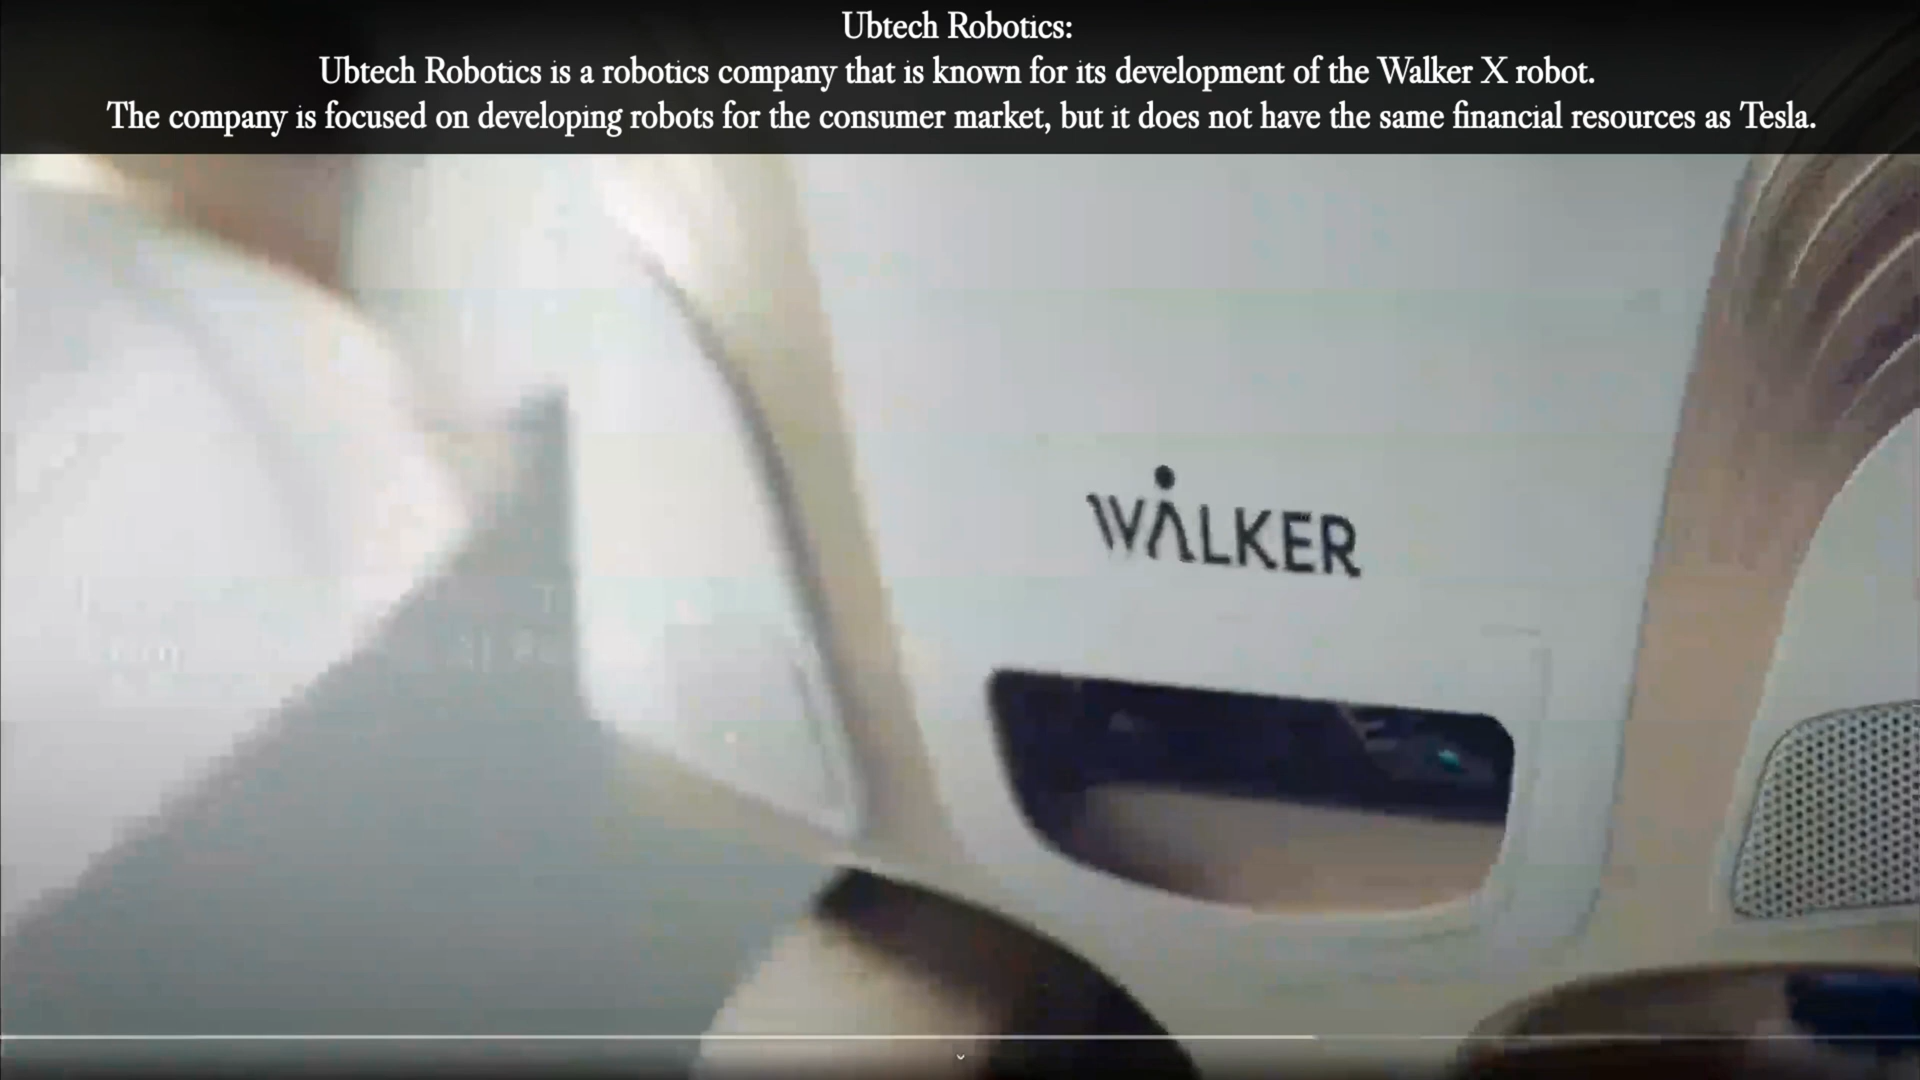 Ubtech Robotics:
Ubtech Robotics is a robotics company that is known for its development of the Walker X robot.
The company is focused on developing robots for the consumer market, but it does not have the same financial resources as Tesla.
WALKER